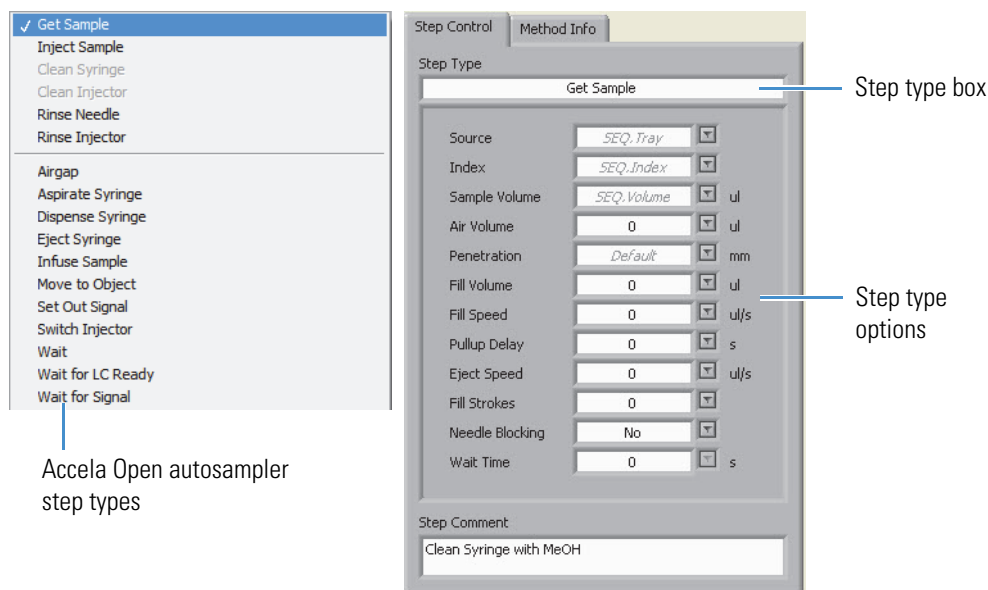 ✓ Get Sample
Inject Sample
Clean Syringe
Clean Injector
Rinse Needle
Rinse Injector
Airgap
Aspirate Syringe
Dispense Syringe
Eject Syringe
Infuse Sample
Move to Object
Set Out Signal
Switch Injector
Wait
Wait for LC Ready
Wait for Signal
Accela Open autosampler
step types
Step Control Method Info
Step Type
Get Sample
Source SEQ.Tray
Index SEQ.Index
Sample Volume SEQ.Volume ul
Air Volume 0 ul
Penetration Default mm
Fill Volume 0 ul
Fill Speed 0 ul/s
Pullup Delay 0 s
Eject Speed 0 ul/s
Fill Strokes 0
Needle Blocking No
Wait Time 0 s
Step Comment
Clean Syringe with MeOH
Step type box
Step type
options